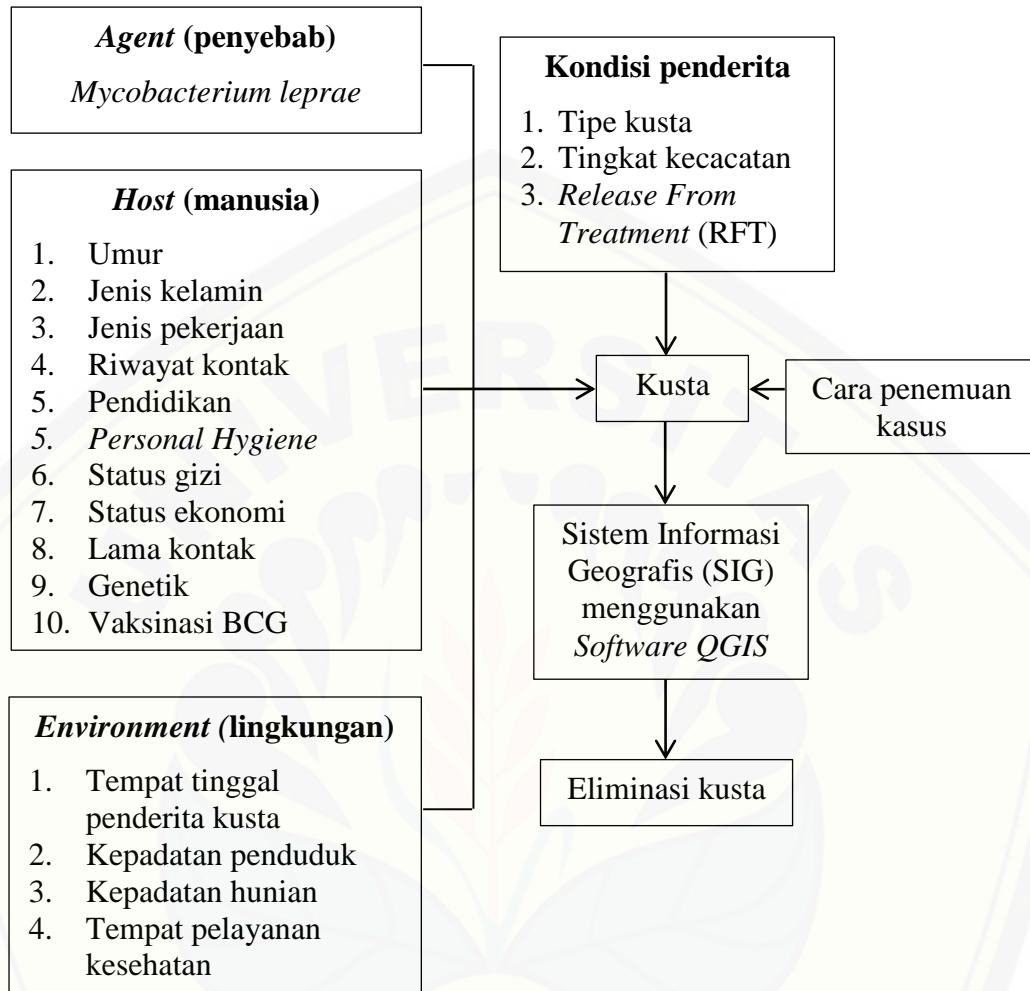 Agent (penyebab)
Mycobacterium leprae
Host (manusia)
1. Umur
2. Jenis kelamin
3. Jenis pekerjaan
4. Riwayat kontak
5. Pendidikan
5. Personal Hygiene
6. Status gizi
7. Status ekonomi
8. Lama kontak
9. Genetik
10. Vaksinasi BCG
Environment (lingkungan)
1. Tempat tinggal
penderita kusta
2. Kepadatan penduduk
3. Kepadatan hunian
4. Tempat pelayanan
kesehatan
Kondisi penderita
1. Tipe kusta
2. Tingkat kecacatan
3. Release From
Treatment (RFT)
Kusta
Cara penemuan
kasus
Sistem Informasi
Geografis (SIG)
menggunakan
Software QGIS
Eliminasi kusta
UNIVERSITAS